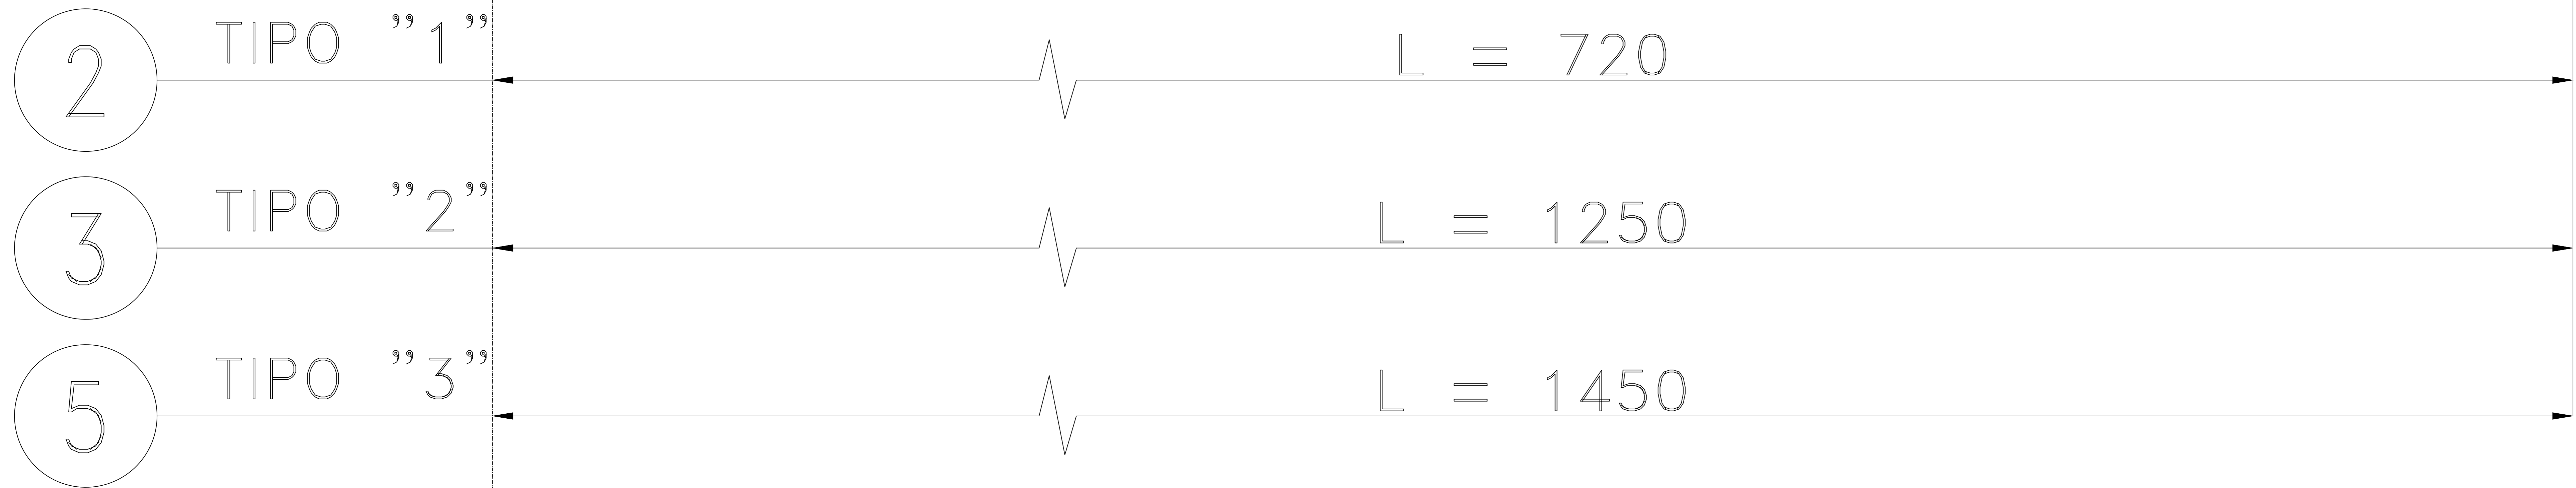 2 TIPO "1" L = 720
3 TIPO "2" L = 1250
5 TIPO "3" L = 1450